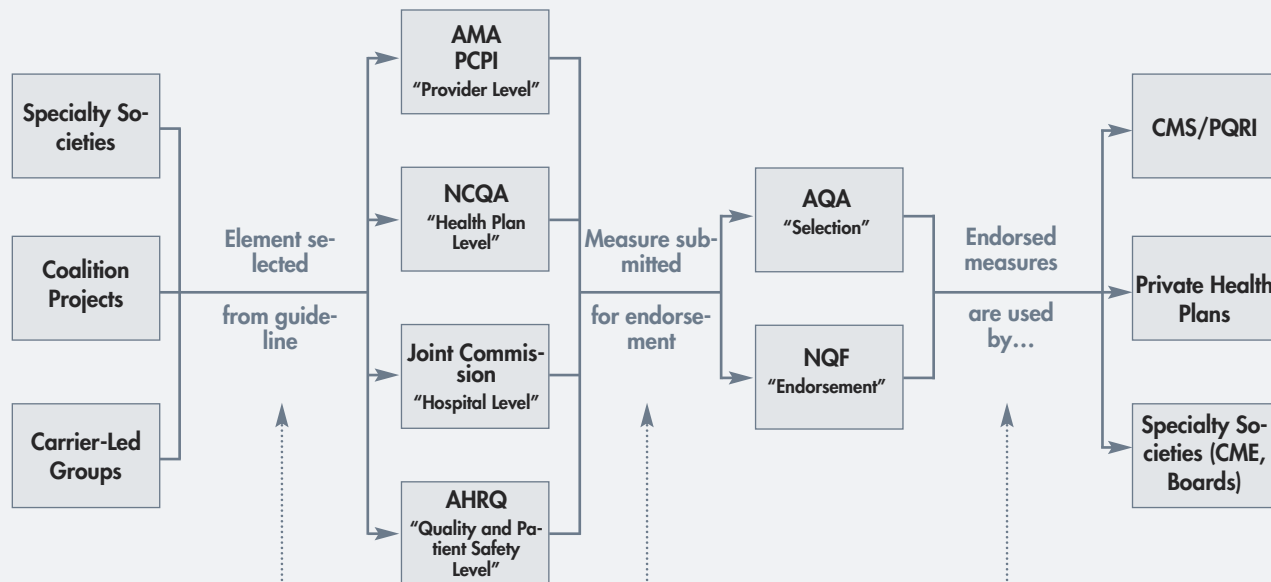 Specialty So-
cieties
Coalition
Projects
Carrier-Led
Groups
Element se-
lected
from guide-
line
AMA
PCPI
“Provider Level”
NCQA
“Health Plan
Level”
Joint Commis-
sion
“Hospital Level”
AHRQ
“Quality and Pa-
tient Safety
Level”
Measure sub-
mitted
for endorse-
ment
AQA
“Selection”
NQF
“Endorsement”
Endorsed
measures
are used
by...
CMS/PQRI
Private Health
Plans
Specialty So-
cieties (CME,
Boards)